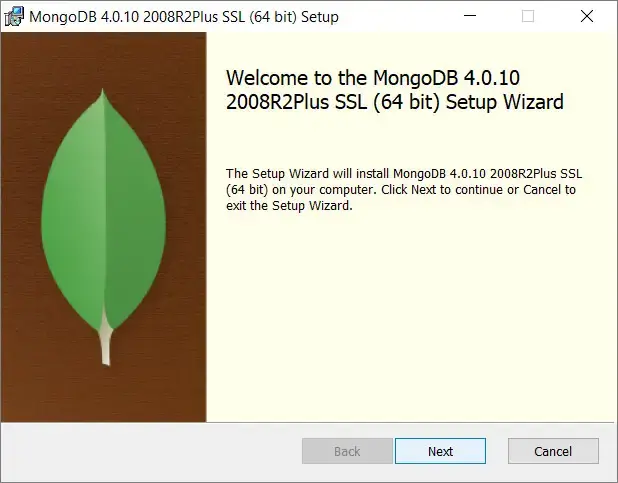 MongoDB 4.0.10 2008R2Plus SSL (64 bit) Setup
Welcome to the MongoDB 4.0.10
2008R2Plus SSL (64 bit) Setup Wizard
The Setup Wizard will install MongoDB 4.0.10 2008R2Plus SSL
(64 bit) on your computer. Click Next to continue or Cancel to
exit the Setup Wizard.
Back
Next
Cancel